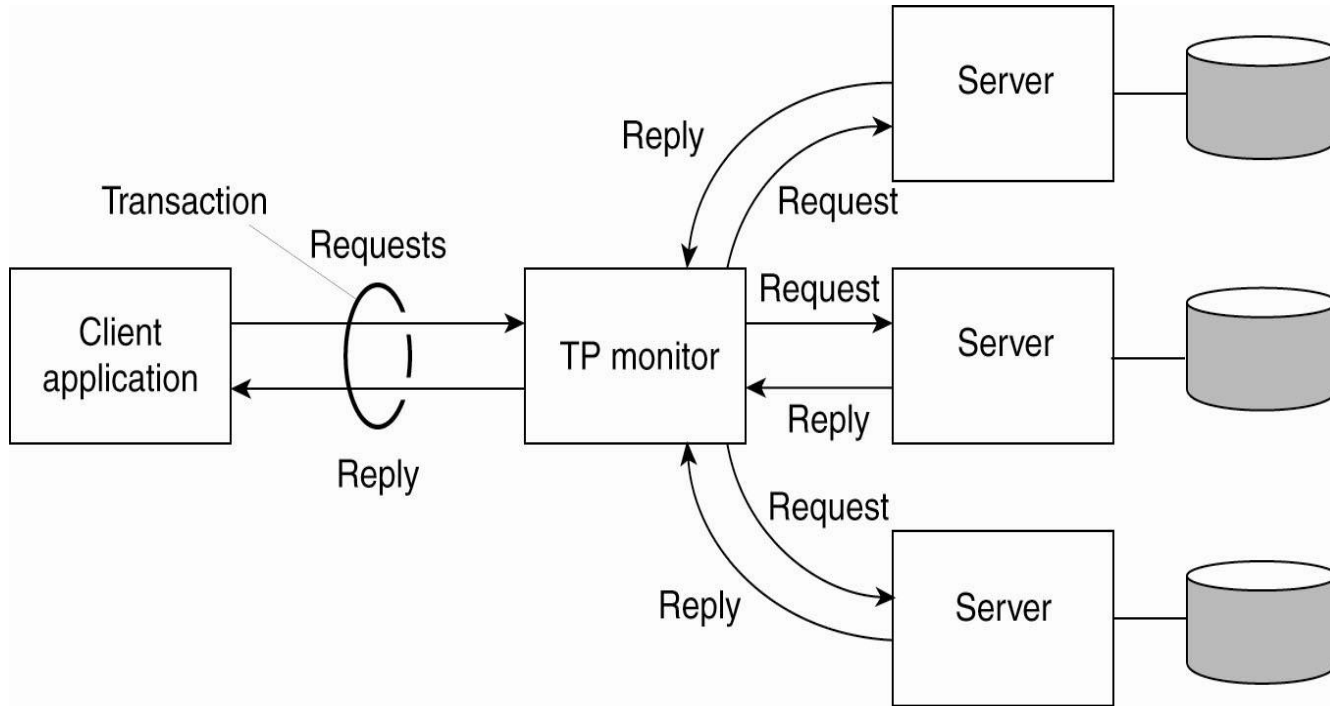 Server
Reply
Transaction
Request
Requests
Request
Client
application
TP monitor
Server
Reply
Reply
Request
Reply
Server